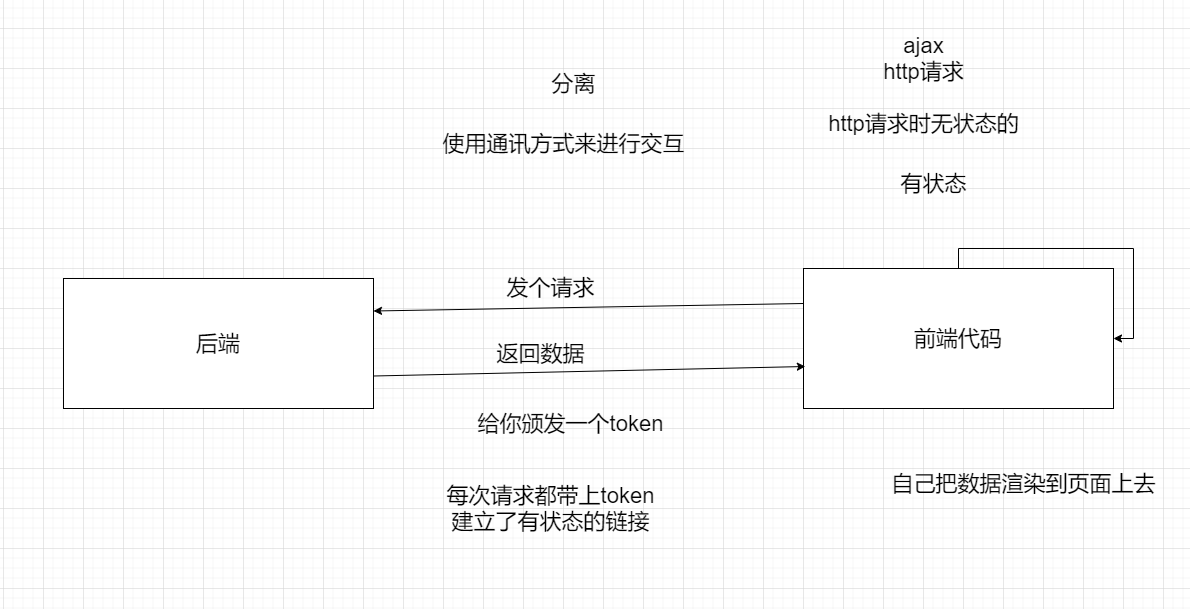 ajax
http请求
分离
http请求时无状态的
使用通讯方式来进行交互
有状态
发个请求
后端
前端代码
返回数据
给你颁发一个token
自己把数据渲染到页面上去
每次请求都带上token
建立了有状态的链接